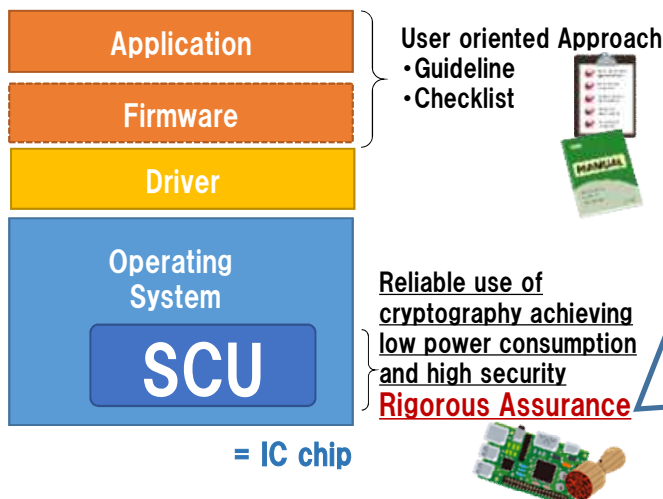 Application
Firmware
Driver
Operating
System
SCU
= IC chip
User oriented Approach
・Guideline
・Checklist
MANUAL
Reliable use of
cryptography achieving
low power consumption
and high security
Rigorous Assurance